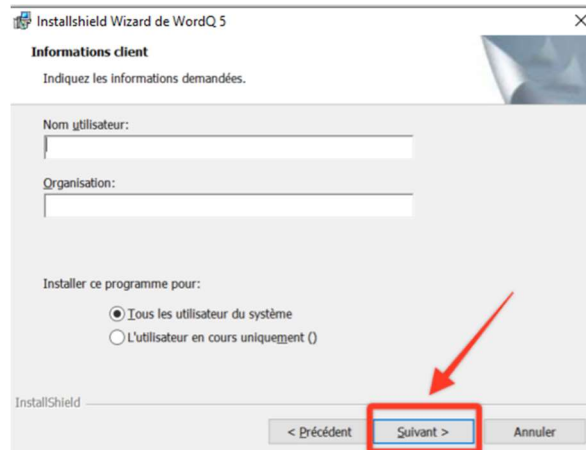 Installshield Wizard de WordQ 5
Informations client
Indiquez les informations demandées.
Nom utilisateur:
Organisation:
Installer ce programme pour:
Tous les utilisateur du système
L'utilisateur en cours uniquement ()
InstallShield
< Précédent
Suivant >
Annuler